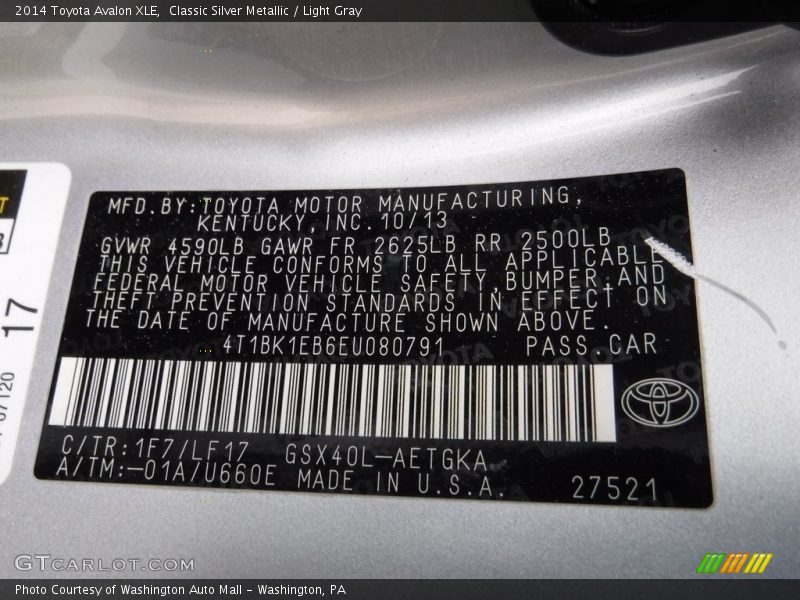 2014 Toyota Avalon XLE,  Classic Silver Metallic / Light Gray
MFD.BY:TOYOTA MOTOR MANUFACTURING,
KENTUCKY,INC.10/13
GVWR 4590LB GAWR FR 2625LB RR 2500LB
THIS VEHICLE CONFORMS TO ALL APPLICABLE
FEDERAL MOTOR VEHICLE SAFETY,BUMPER,AND
THEFT PREVENTION STANDARDS IN EFFECT ON
THE DATE OF MANUFACTURE SHOWN ABOVE.
4T1BK1EB6EU080791 PASS.CAR
C/TR:1F7/LF17 GSX40L-AETGKA
A/TM:-01A/U660E MADE IN U.S.A. 27521
17
07120
GTCARLOT.COM
Photo Courtesy of Washington Auto Mall - Washington, PA